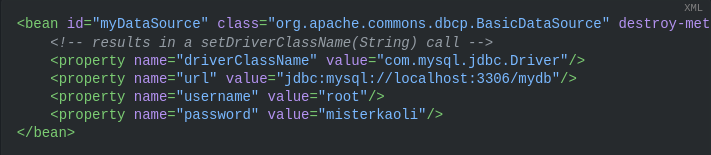 XML
<bean id="myDataSource" class="org.apache.commons.dbcp.BasicDataSource" destroy-met
<!-- results in a setDriverClassName(String) call -->
<property name="driverClassName" value="com.mysql.jdbc.Driver"/>
<property name="url" value="jdbc:mysql://localhost:3306/mydb"/>
<property name="username" value="root"/>
<property name="password" value="misterkaoli"/>
</bean>